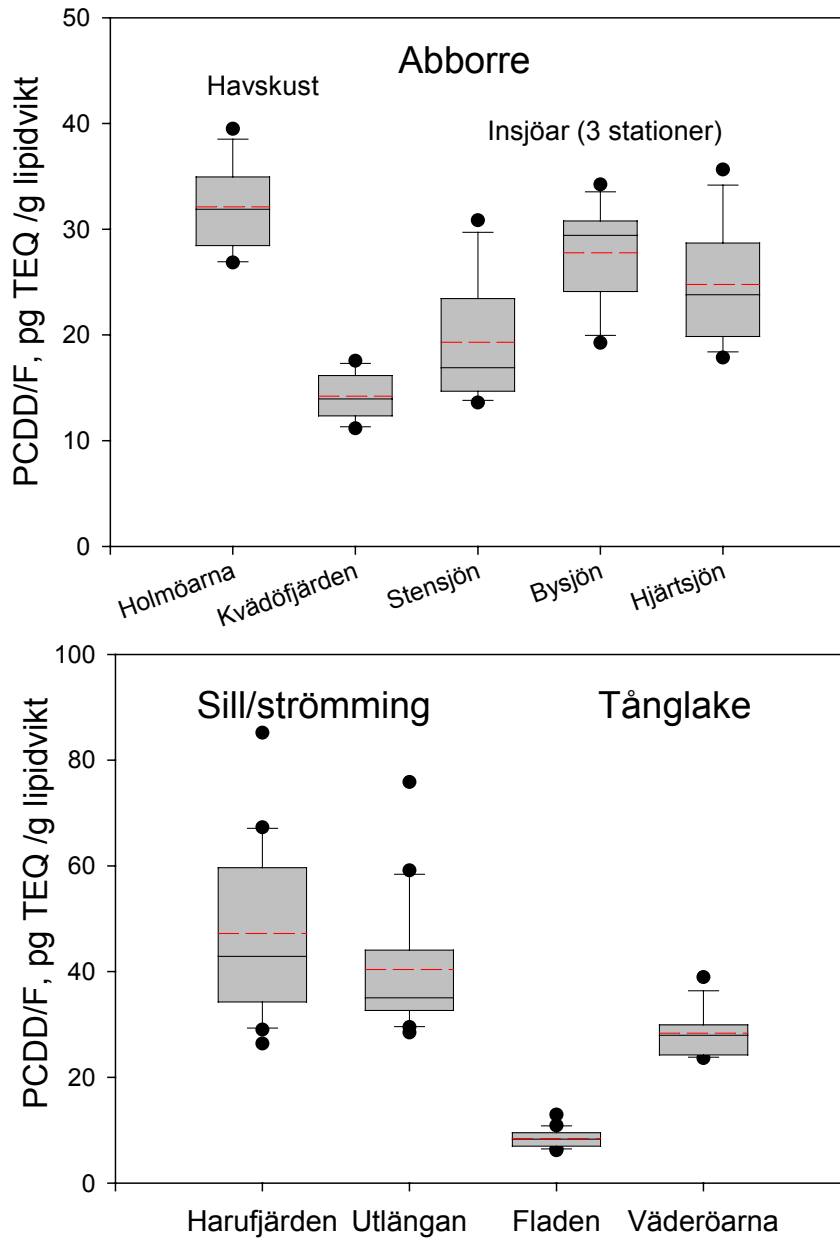 50
Abborre
Havskust
40
Insjöar (3 stationer)
30
20
10
0
PCDD/F, pg TEQ /g lipidvikt
Holmöarna
Kvädöfjärden
Stensjön
Bysjön
Hjärtsjön
100
Sill/strömming
Tånglake
80
60
40
20
0
PCDD/F, pg TEQ /g lipidvikt
Harufjärden Utlängan Fladen Väderöarna